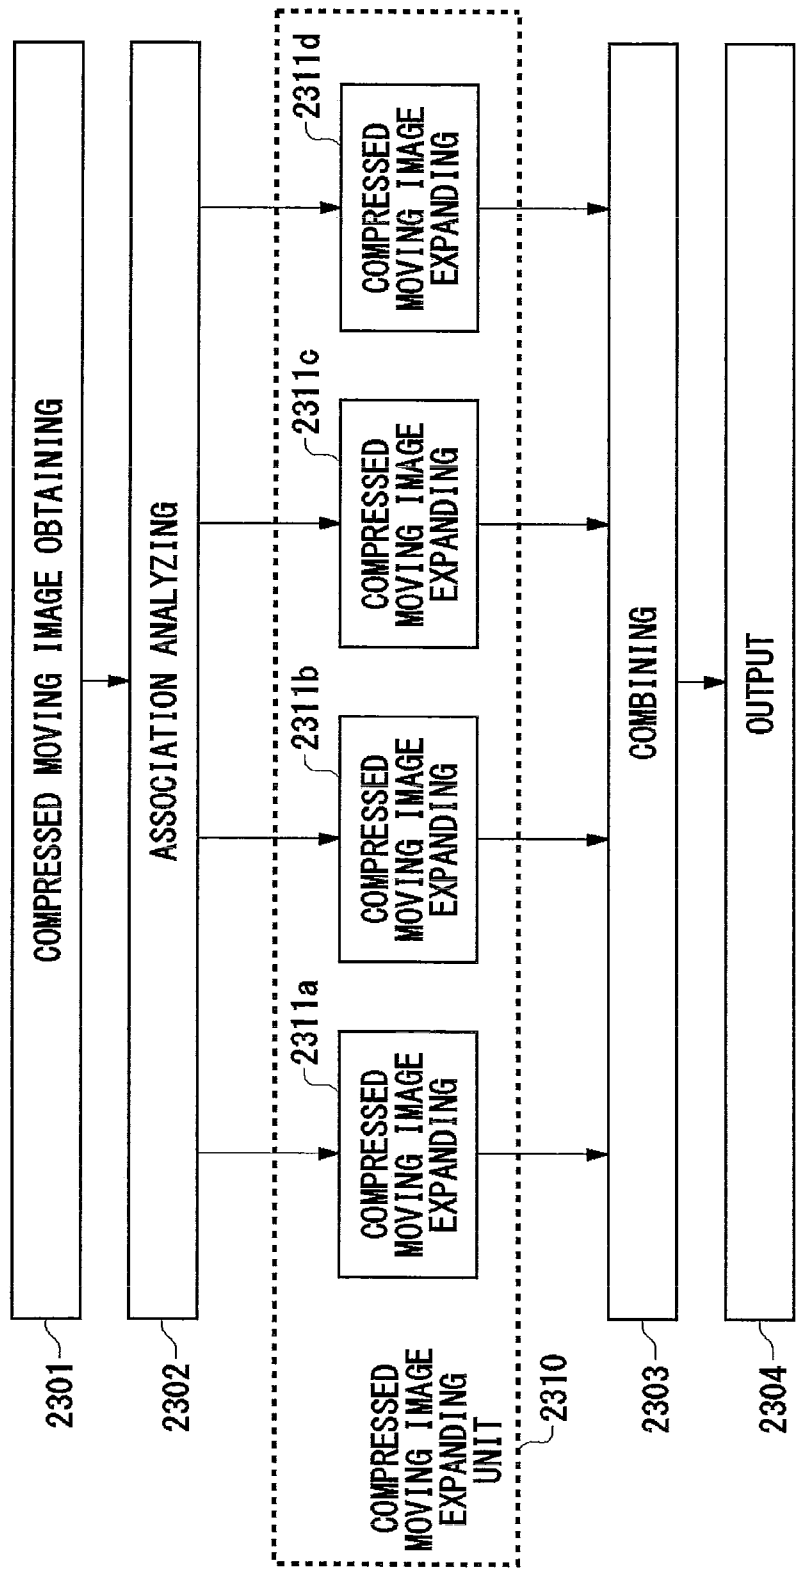 2301
COMPRESSED MOVING IMAGE OBTAINING
2302
ASSOCIATION ANALYZING
COMPRESSED
MOVING IMAGE
EXPANDING
UNIT
2310
2311a
COMPRESSED
MOVING IMAGE
EXPANDING
2311b
COMPRESSED
MOVING IMAGE
EXPANDING
2311c
COMPRESSED
MOVING IMAGE
EXPANDING
2311d
COMPRESSED
MOVING IMAGE
EXPANDING
2303
COMBINING
2304
OUTPUT